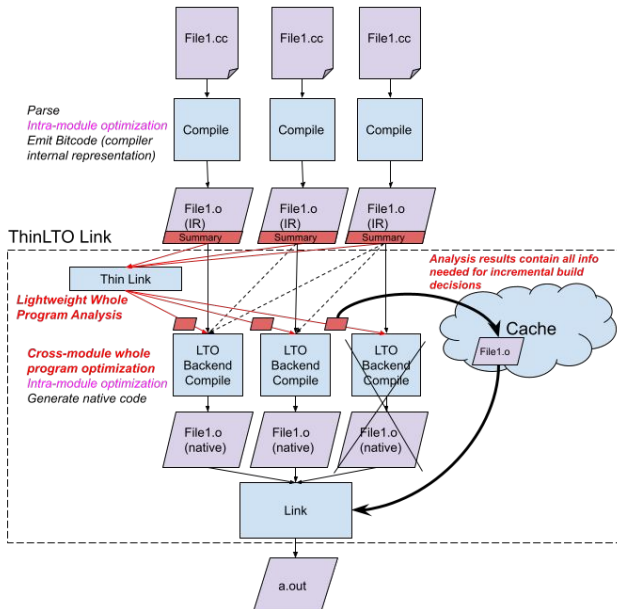 File1.cc
File1.cc
File1.cc
Parse
Intra-module optimization
Emit Bitcode (compiler
internal representation)
Compile
Compile
Compile
File1.o
(IR)
Summary
File1.o
(IR)
Summary
File1.o
(IR)
Summary
ThinLTO Link
Thin Link
Analysis results contain all info
needed for incremental build
decisions
Lightweight Whole
Program Analysis
Cache
File1.o
Cross-module whole
program optimization
Intra-module optimization
Generate native code
LTO
Backend
Compile
LTO
Backend
Compile
LTO
Backend
Compile
File1.o
(native)
File1.o
(native)
File1.o
(native)
Link
a.out